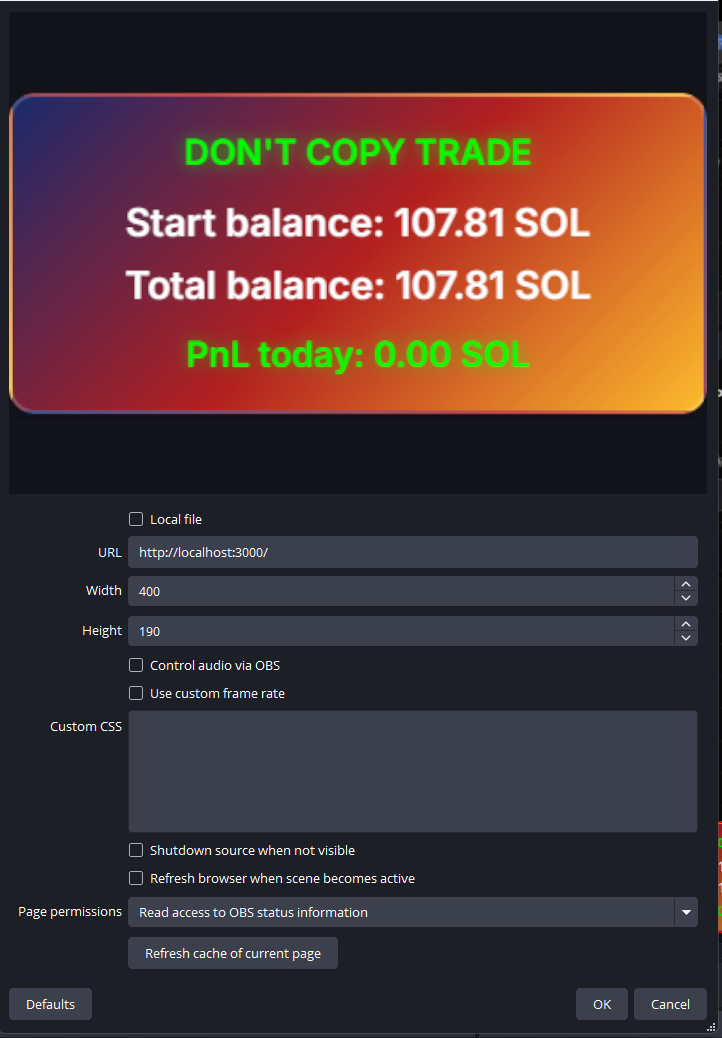 DON'T COPY TRADE
Start balance: 107.81 SOL
Total balance: 107.81 SOL
PnL today: 0.00 SOL
Local file
URL http://localhost:3000/
Width 400
Height 190
Control audio via OBS
Use custom frame rate
Custom CSS
Shutdown source when not visible
Refresh browser when scene becomes active
Page permissions Read access to OBS status information
Refresh cache of current page
Defaults OK Cancel